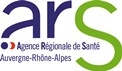 ars
Agence Régionale de Santé
Auvergne-Rhône-Alpes